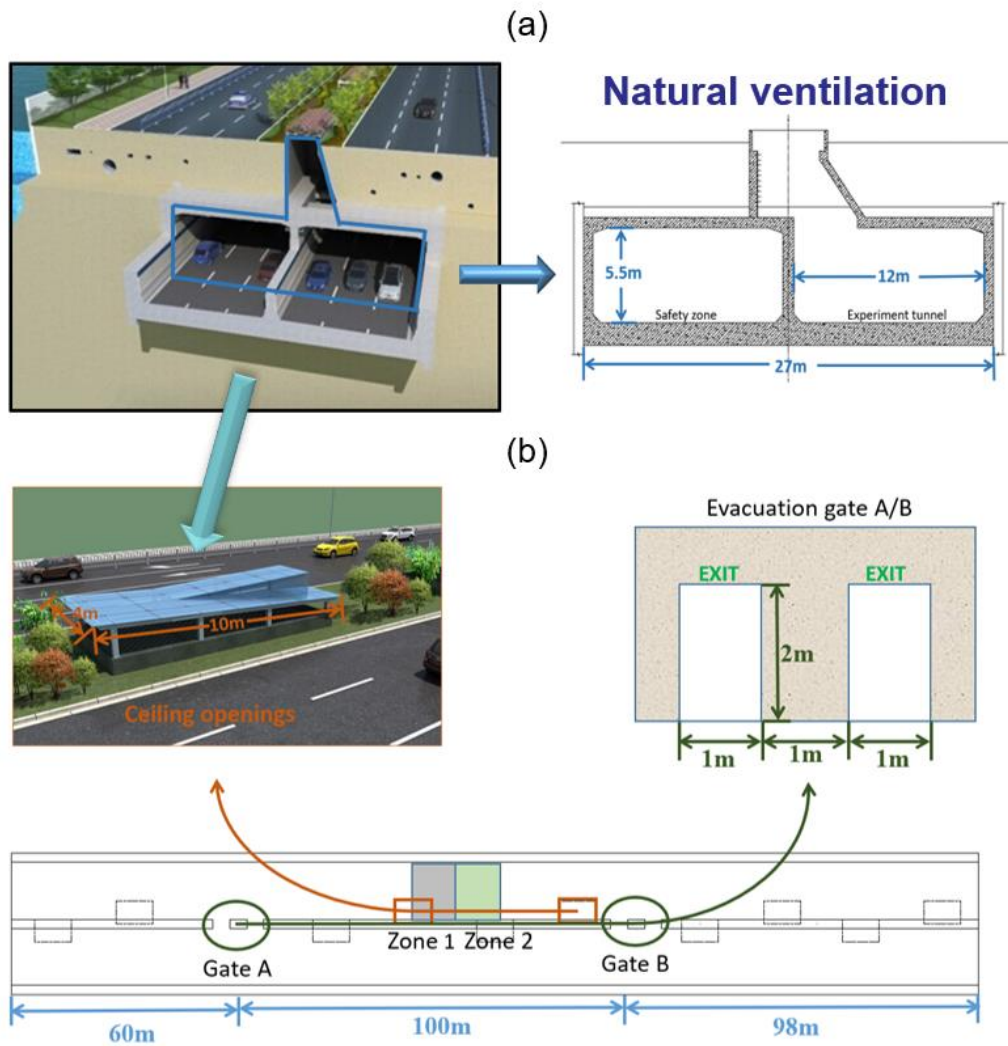 (a)
Natural ventilation
5.5m
12m
Safety zone
Experiment tunnel
27m
(b)
Evacuation gate A/B
EXIT
EXIT
4m
10m
2m
Ceiling openings
1m
1m
1m
Zone 1
Zone 2
Gate A
Gate B
60m
100m
98m